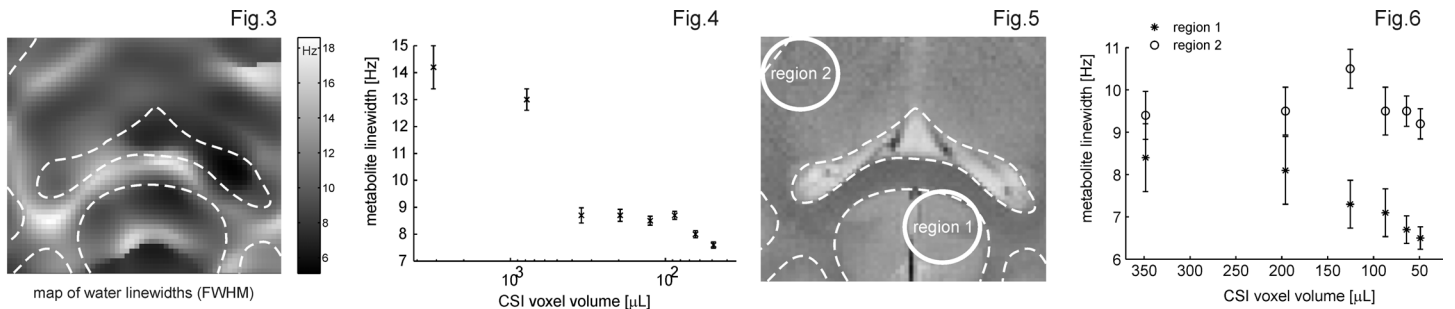 Fig.3
Hz
18
16
14
12
10
8
6
map of water linewidths (FWHM)
Fig.4
metabolite linewidth [Hz]
15
14
13
12
11
10
9
8
7
10³
10²
CSI voxel volume [μL]
Fig.5
region 2
region 1
Fig.6
region 1
region 2
metabolite linewidth [Hz]
11
10
9
8
7
6
350 300 250 200 150 100 50
CSI voxel volume [μL]